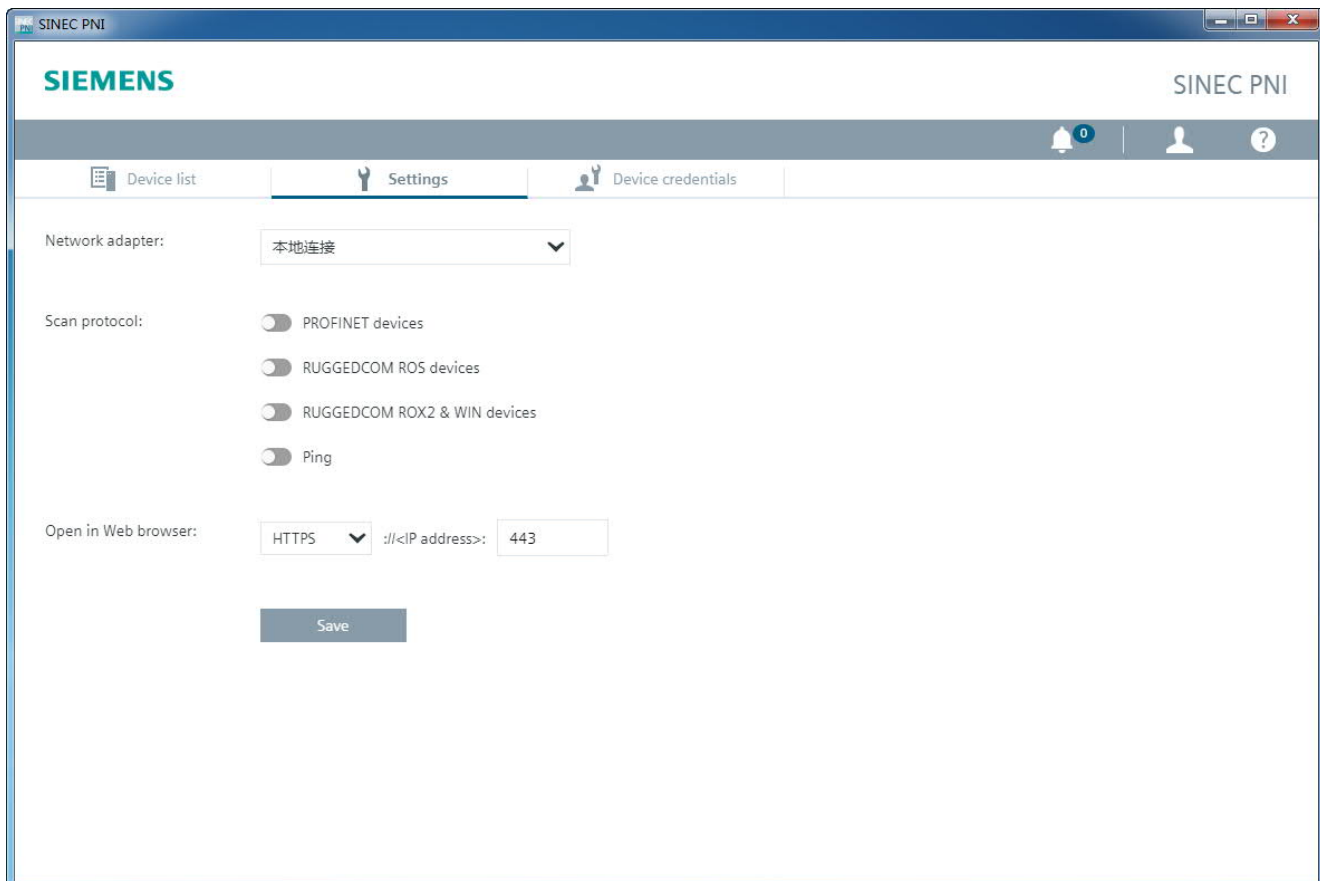 SINEC PNI
SIEMENS
SINEC PNI
0
?
Device list Settings Device credentials
Network adapter: 本地连接
Scan protocol: PROFINET devices
RUGGEDCOM ROS devices
RUGGEDCOM ROX2 & WIN devices
Ping
Open in Web browser: HTTPS ://<IP address>: 443
Save